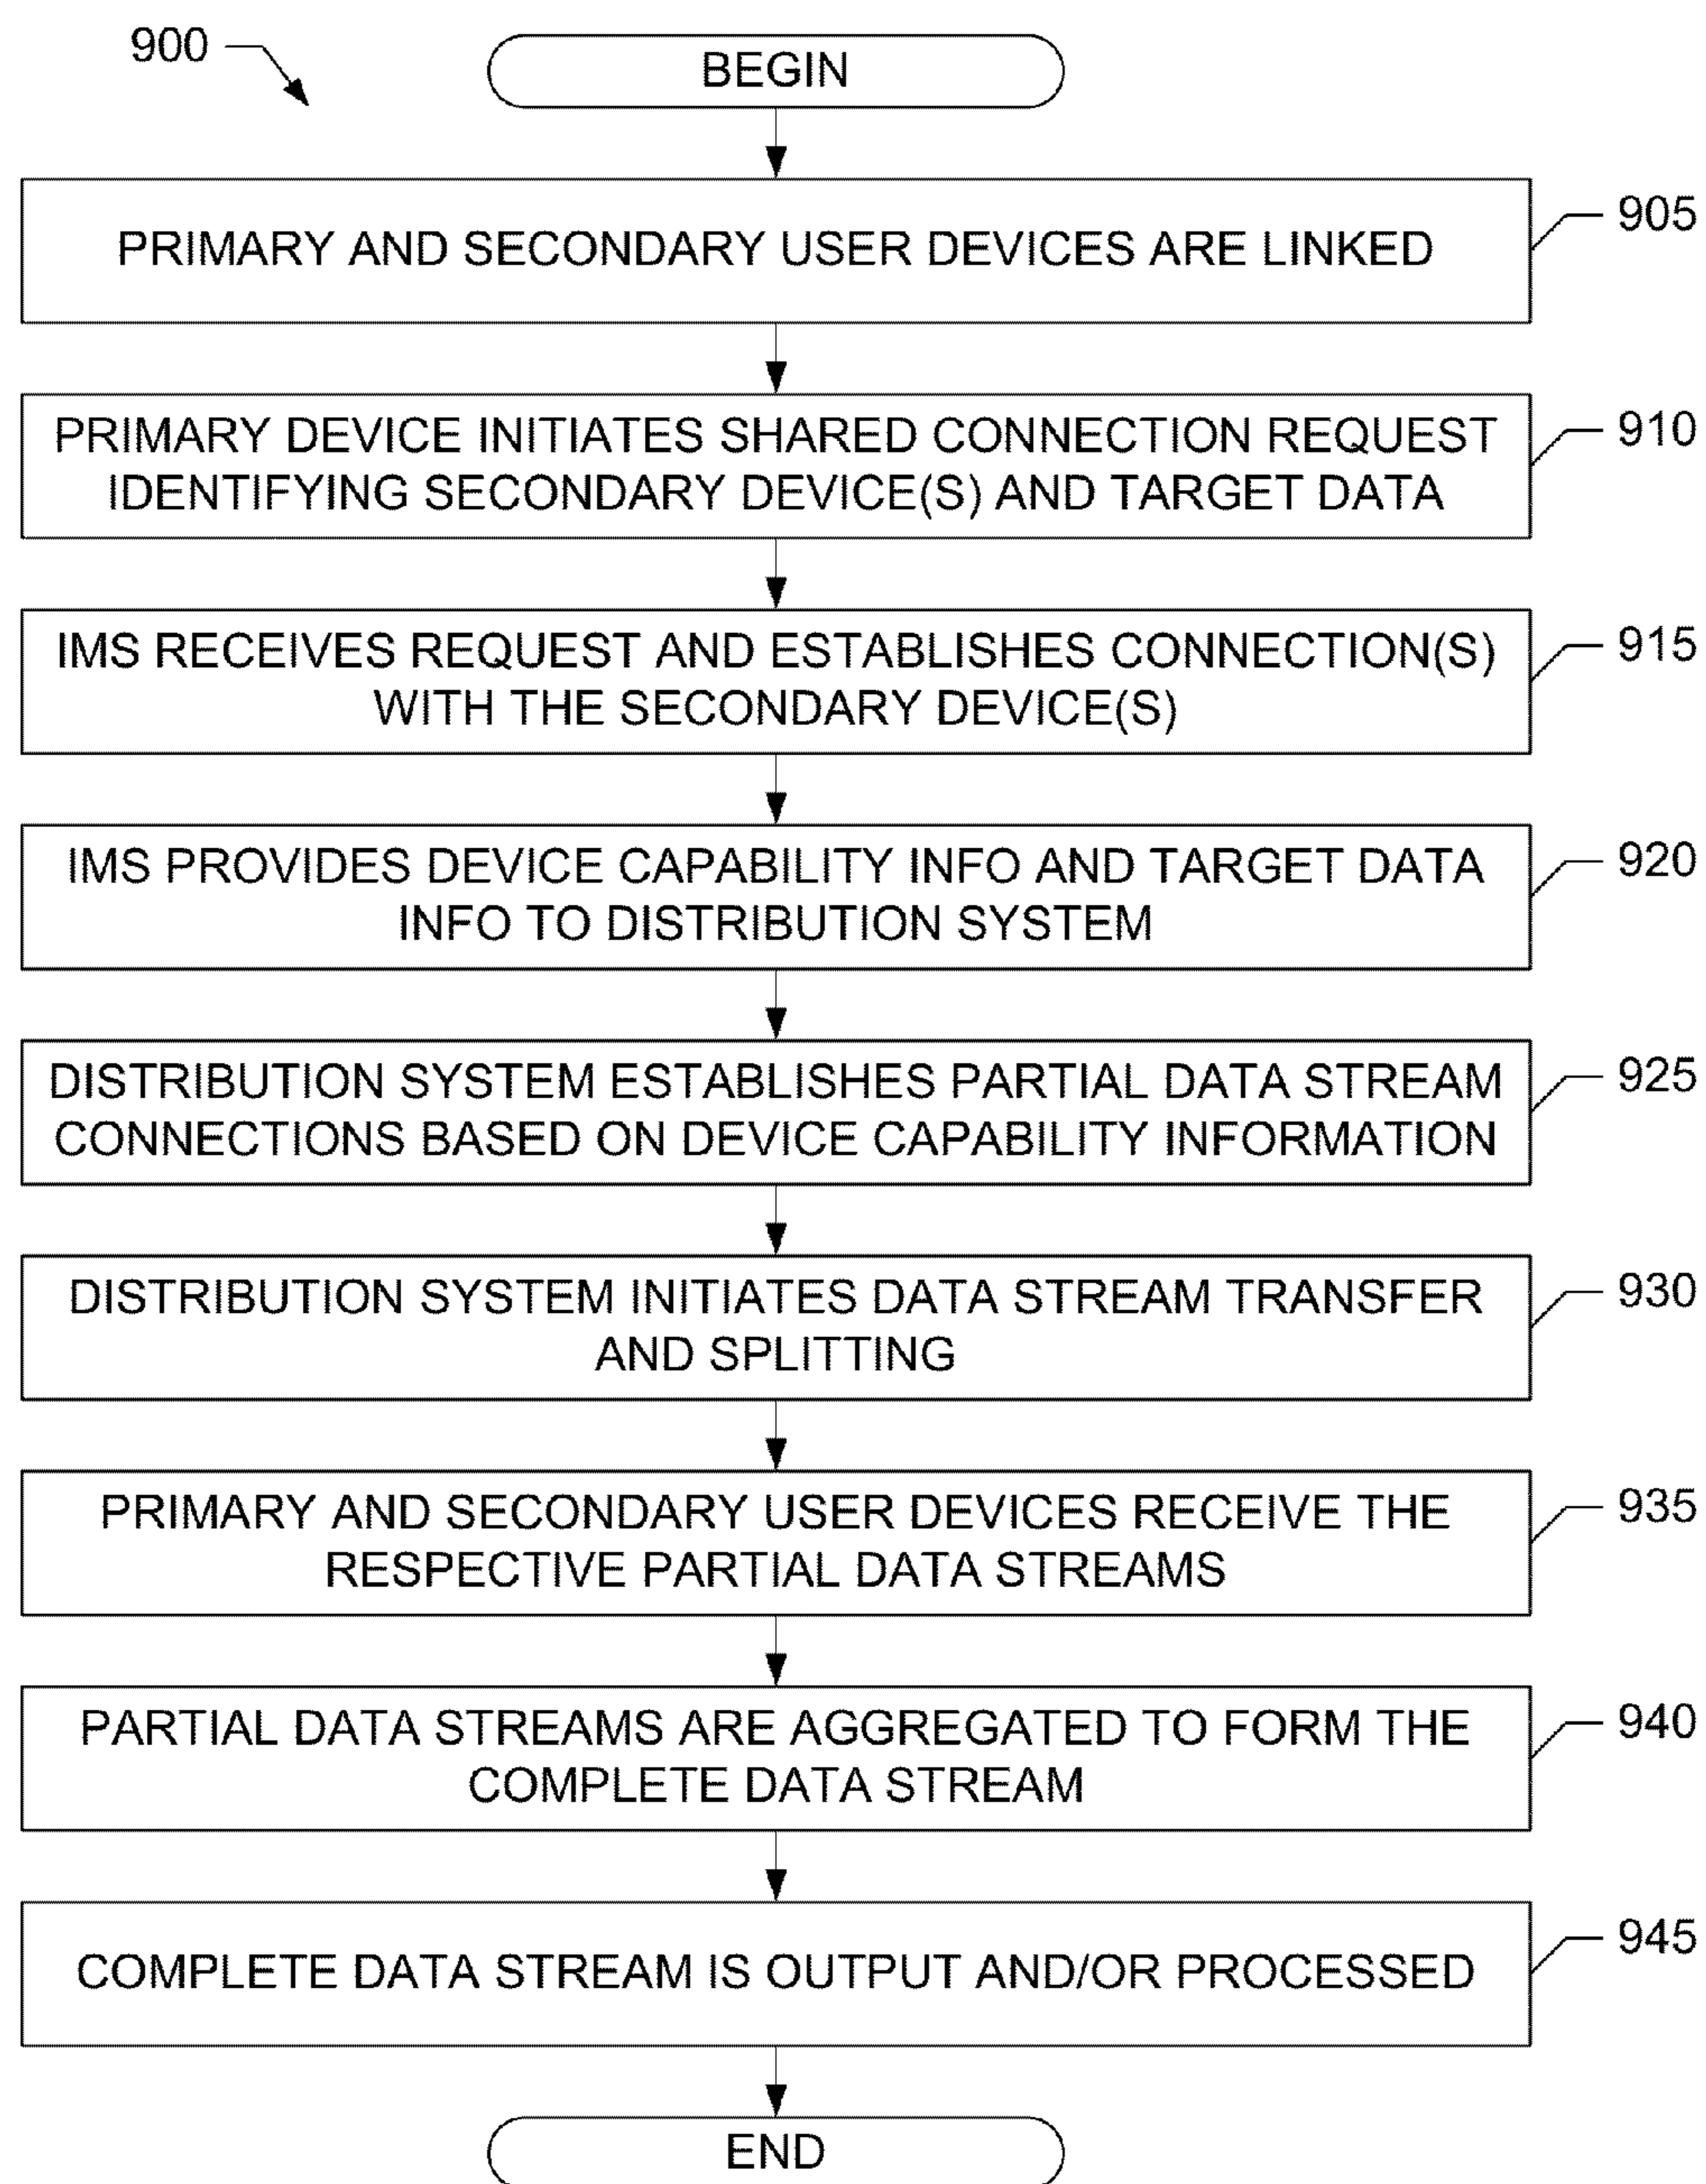 900
BEGIN
905
PRIMARY AND SECONDARY USER DEVICES ARE LINKED
910
PRIMARY DEVICE INITIATES SHARED CONNECTION REQUEST
IDENTIFYING SECONDARY DEVICE(S) AND TARGET DATA
915
IMS RECEIVES REQUEST AND ESTABLISHES CONNECTION(S)
WITH THE SECONDARY DEVICE(S)
920
IMS PROVIDES DEVICE CAPABILITY INFO AND TARGET DATA
INFO TO DISTRIBUTION SYSTEM
925
DISTRIBUTION SYSTEM ESTABLISHES PARTIAL DATA STREAM
CONNECTIONS BASED ON DEVICE CAPABILITY INFORMATION
930
DISTRIBUTION SYSTEM INITIATES DATA STREAM TRANSFER
AND SPLITTING
935
PRIMARY AND SECONDARY USER DEVICES RECEIVE THE
RESPECTIVE PARTIAL DATA STREAMS
940
PARTIAL DATA STREAMS ARE AGGREGATED TO FORM THE
COMPLETE DATA STREAM
945
COMPLETE DATA STREAM IS OUTPUT AND/OR PROCESSED
END